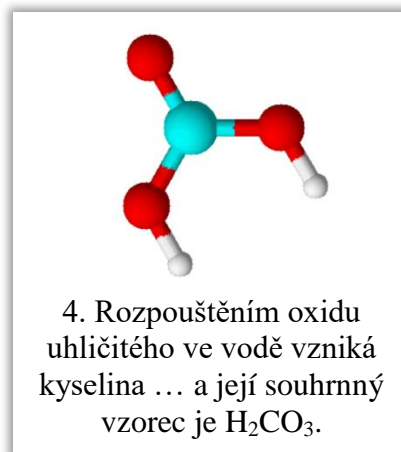 4. Rozpouštěním oxidu
uhličitého ve vodě vzniká
kyselina … a její souhrnný
vzorec je H₂CO₃.